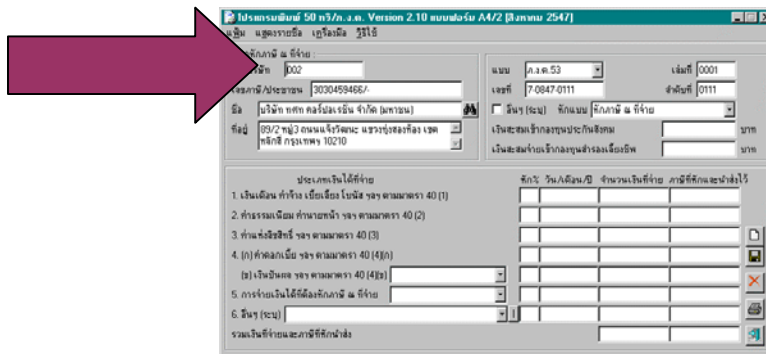 โปรแกรมพิมพ์ 50 ทวิ/ภ.ง.ด. Version 2.10 แบบฟอร์ม A4/2 [สิงหาคม 2547]
แฟ้ม แสดงรายชื่อ เครื่องมือ วิธีใช้
หักภาษี ณ ที่จ่าย :
บริษัท 002
เลขภาษี/ประชาชน 3030459466/-
ชื่อ บริษัท ทศท คอร์ปอเรชั่น จำกัด (มหาชน)
ที่อยู่ 89/2 หมู่3 ถนนแจ้งวัฒนะ แขวงทุ่งสองห้อง เขต
หลักสี่ กรุงเทพฯ 10210
แบบ ภ.ง.ด.53 เล่มที่ 0001
เลขที่ 7-0847-0111 ลำดับที่ 0111
อื่นๆ (ระบุ) หักแบบ หักภาษี ณ ที่จ่าย
เงินสะสมเข้ากองทุนประกันสังคม บาท
เงินสะสมจ่ายเข้ากองทุนสำรองเลี้ยงชีพ บาท
ประเภทเงินได้ที่จ่าย หัก% วัน/เดือน/ปี จำนวนเงินที่จ่าย ภาษีที่หักและนำส่งไว้
1. เงินเดือน ค่าจ้าง เบี้ยเลี้ยง โบนัส ฯลฯ ตามมาตรา 40 (1)
2. ค่าธรรมเนียม ค่านายหน้า ฯลฯ ตามมาตรา 40 (2)
3. ค่าแห่งลิขสิทธิ์ ฯลฯ ตามมาตรา 40 (3)
4. (ก) ค่าดอกเบี้ย ฯลฯ ตามมาตรา 40 (4)(ก)
(ข) เงินปันผล ฯลฯ ตามมาตรา 40 (4)(ข)
5. การจ่ายเงินได้ที่ต้องหักภาษี ณ ที่จ่าย
6. อื่นๆ (ระบุ)
รวมเงินที่จ่ายและภาษีที่หักนำส่ง